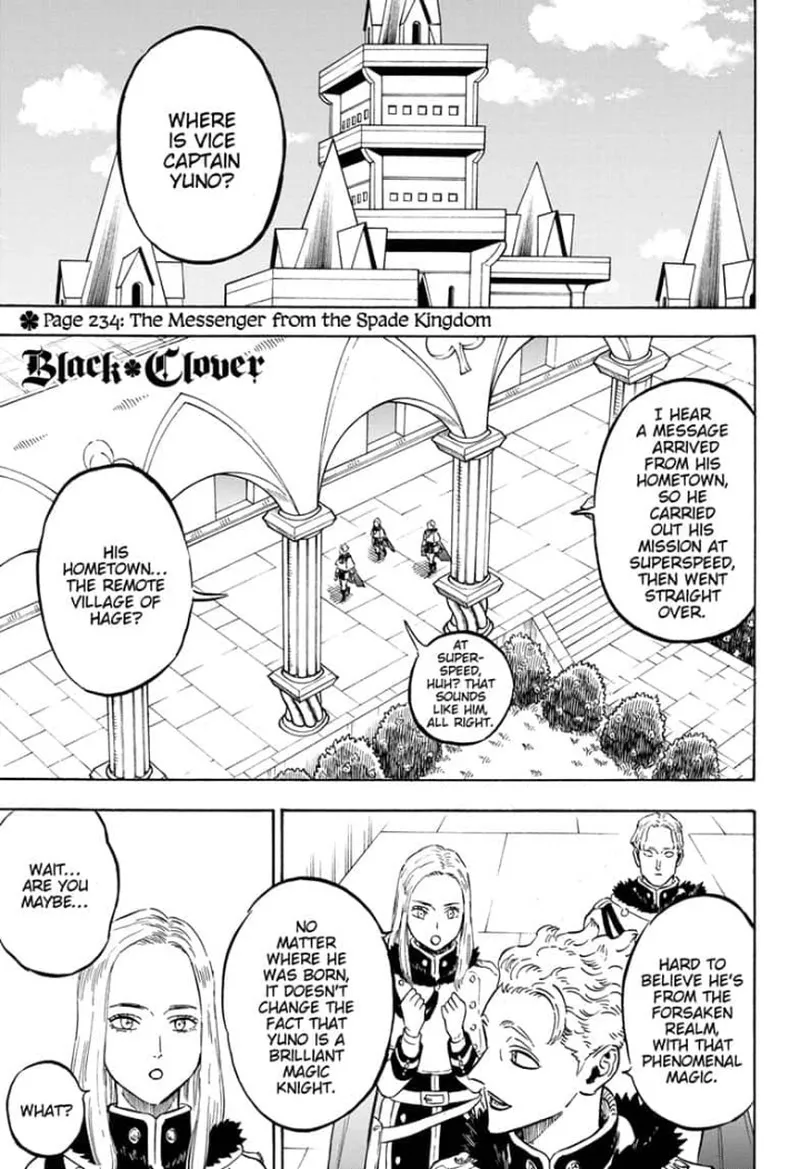 WHERE
IS VICE
CAPTAIN
YUNO?
Page 234: The Messenger from the Spade Kingdom
Black Clover
I HEAR
A MESSAGE
ARRIVED
FROM HIS
HOMETOWN,
SO HE
CARRIED
OUT HIS
MISSION AT
SUPERSPEED,
THEN WENT
STRAIGHT
OVER.
HIS
HOMETOWN...
THE REMOTE
VILLAGE OF
HAGE?
AT
SUPER-
SPEED,
HUH? THAT
SOUNDS
LIKE HIM,
ALL RIGHT.
HARD TO
BELIEVE HE'S
FROM THE
FORSAKEN
REALM,
WITH THAT
PHENOMENAL
MAGIC.
NO
MATTER
WHERE HE
WAS BORN,
IT DOESN'T
CHANGE THE
FACT THAT
YUNO IS A
BRILLIANT
MAGIC
KNIGHT.
WAIT...
ARE YOU
MAYBE...
WHAT?